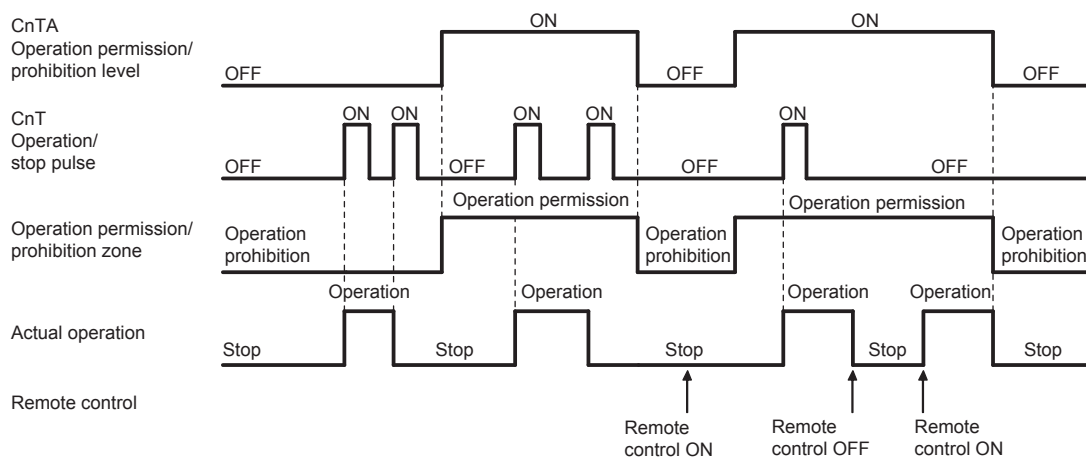 CnTA
Operation permission/
prohibition level
OFF
ON
OFF
ON
OFF
CnT
Operation/
stop pulse
OFF
ON ON
OFF
ON
ON
OFF
ON
OFF
Operation permission/
prohibition zone
Operation
prohibition
Operation permission
Operation
prohibition
Operation permission
Operation
prohibition
Actual operation
Stop
Operation
Stop
Operation
Stop
Operation
Stop
Operation
Stop
Remote control
Remote
control ON
Remote
control OFF
Remote
control ON